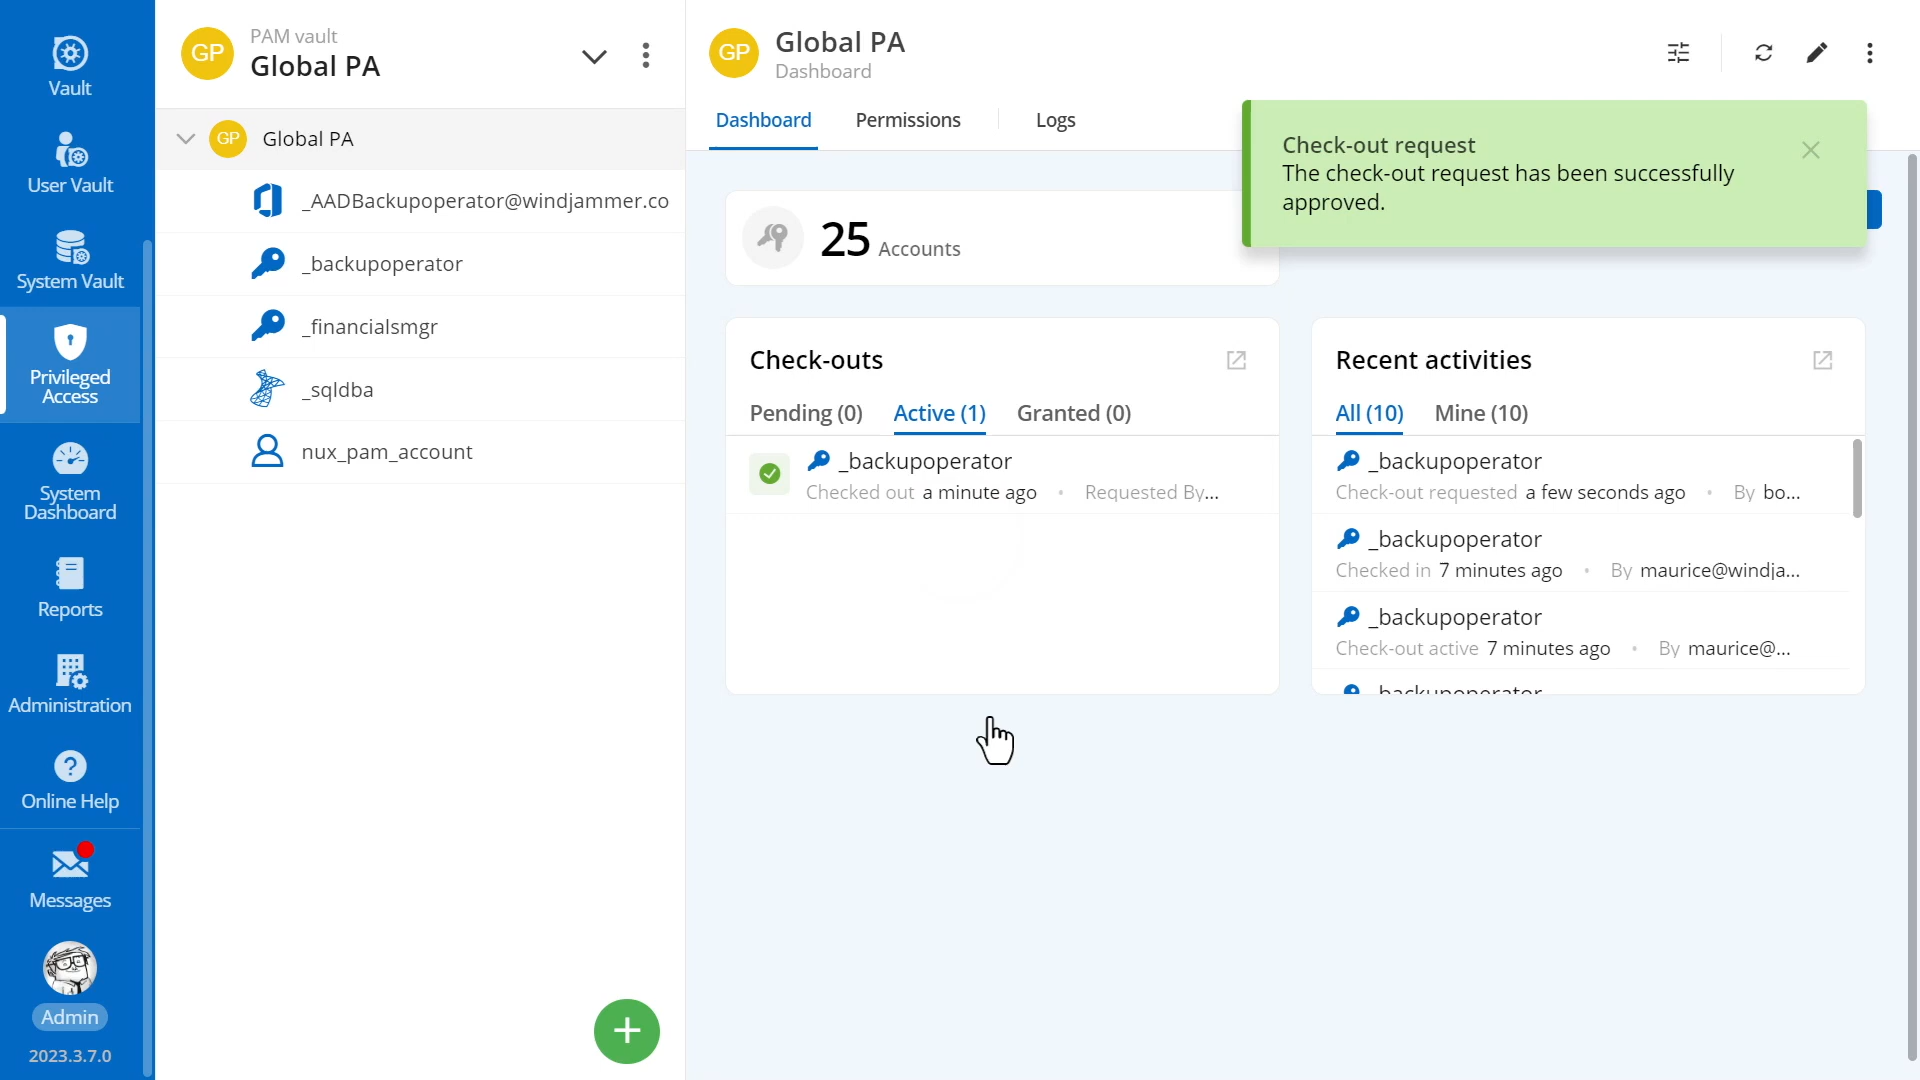 Vault
User Vault
System Vault
Privileged
Access
System
Dashboard
Reports
Administration
?
Online Help
Messages
Admin
2023.3.7.0
GP
PAM vault
Global PA
GP
Global PA
_AADBackupoperator@windjammer.co
_backupoperator
_financialsmgr
_sqldba
nux_pam_account
GP
Global PA
Dashboard
Dashboard
Permissions
Logs
Check-out request
The check-out request has been successfully
approved.
25 Accounts
Check-outs
Pending (0) Active (1) Granted (0)
_backupoperator
Checked out a minute ago • Requested By...
Recent activities
All (10) Mine (10)
_backupoperator
Check-out requested a few seconds ago • By bo...
_backupoperator
Checked in 7 minutes ago • By maurice@windja...
_backupoperator
Check-out active 7 minutes ago • By maurice@...
_backupoperator